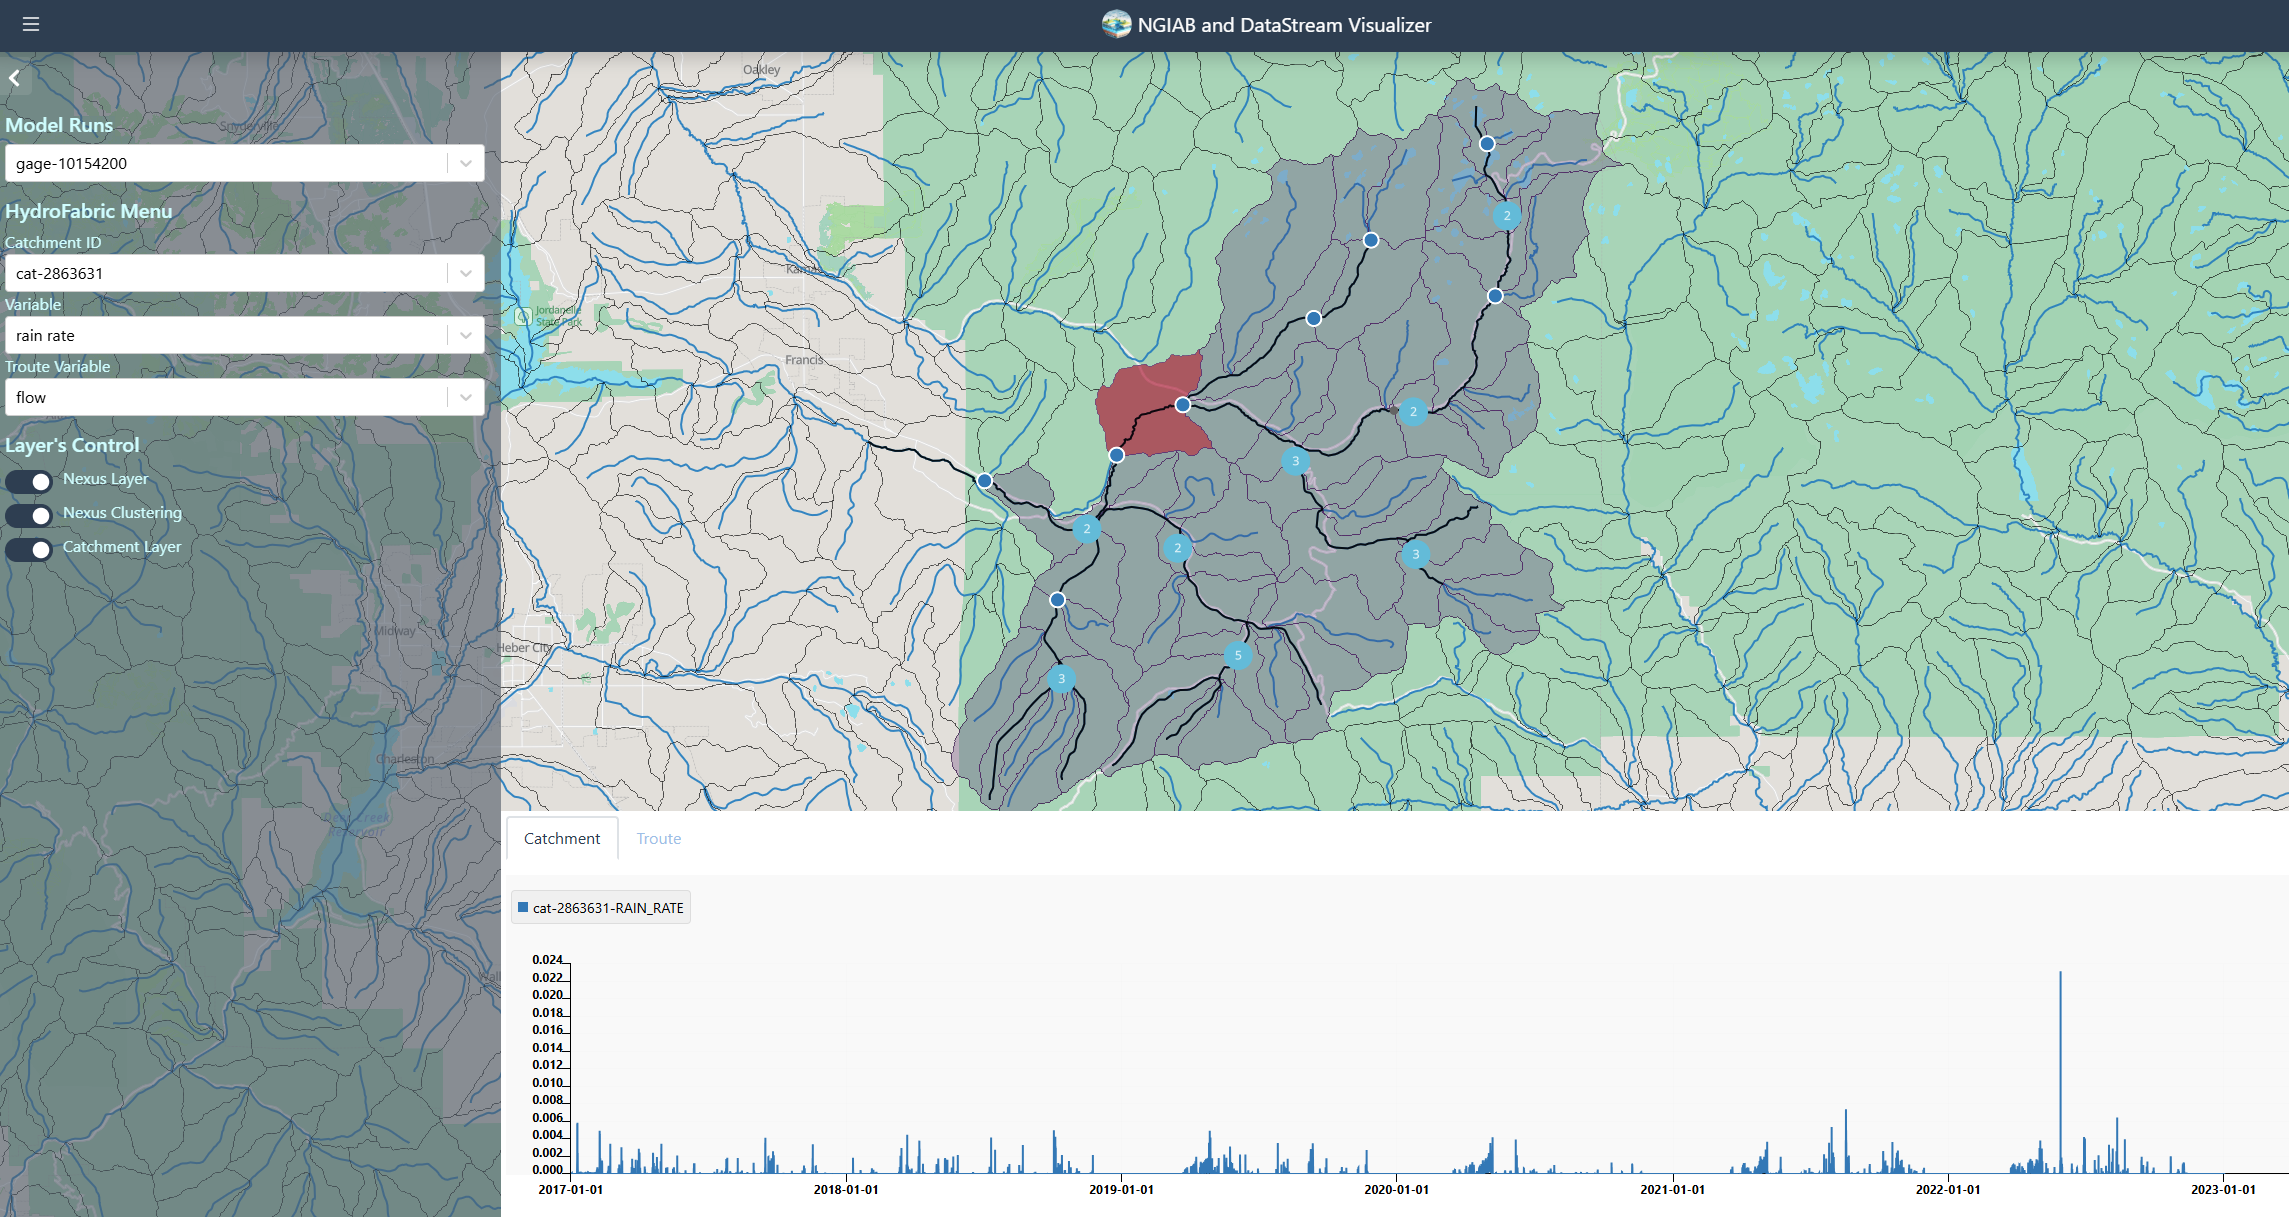 NGIAB and DataStream Visualizer
Oakley
Snyderville
Model Runs
gage-10154200
HydroFabric Menu
Catchment ID
cat-2863631
Kamas
Variable
Jordanelle
State Park
rain rate
Francis
Troute Variable
flow
Layer's Control
Nexus Layer
Nexus Clustering
Catchment Layer
2
2
3
2
2
3
5
3
Midway
Heber City
Charleston
Deer Creek
Reservoir
Catchment
Troute
cat-2863631-RAIN_RATE
0.024
0.022
0.020
0.018
0.016
0.014
0.012
0.010
0.008
0.006
0.004
0.002
0.000
2017-01-01
2018-01-01
2019-01-01
2020-01-01
2021-01-01
2022-01-01
2023-01-01